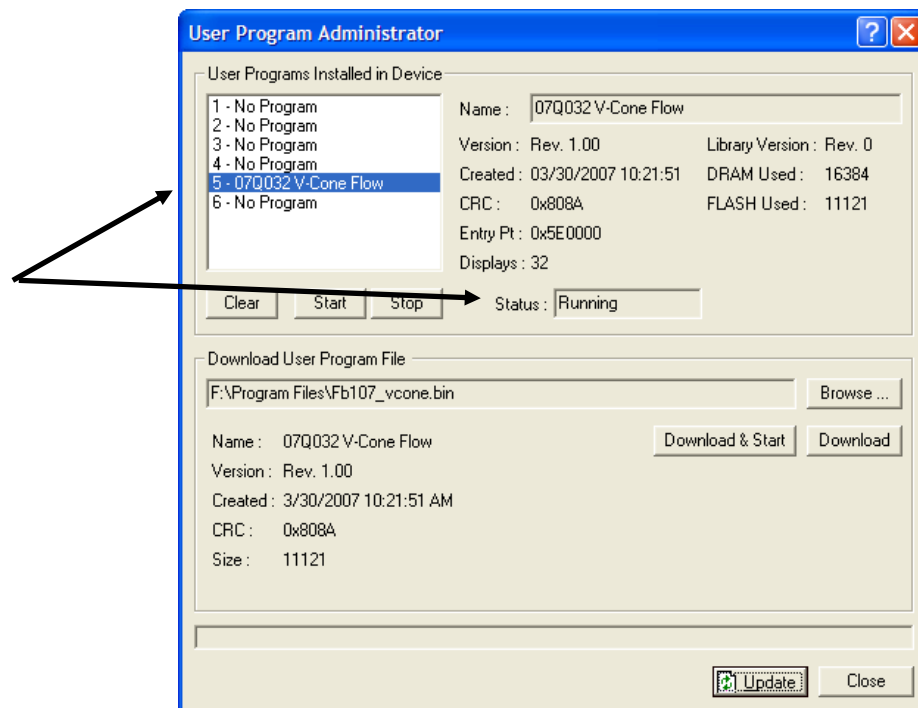 User Program Administrator
User Programs Installed in Device
1 - No Program
2 - No Program
3 - No Program
4 - No Program
5 - 07Q032 V-Cone Flow
6 - No Program
Name : 07Q032 V-Cone Flow
Version : Rev. 1.00 Library Version : Rev. 0
Created : 03/30/2007 10:21:51 DRAM Used : 16384
CRC : 0x808A FLASH Used : 11121
Entry Pt : 0x5E0000
Displays : 32
Clear Start Stop Status : Running
Download User Program File
F:\Program Files\Fb107_vcone.bin Browse ...
Name : 07Q032 V-Cone Flow Download & Start Download
Version : Rev. 1.00
Created : 3/30/2007 10:21:51 AM
CRC : 0x808A
Size : 11121
Update Close